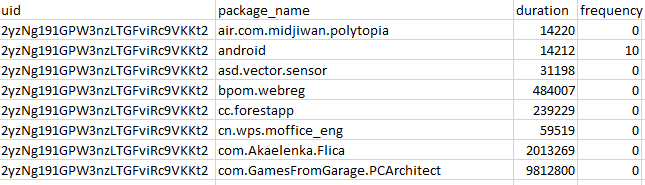 uid package_name duration frequency
2yzNg191GPW3nzLTGFviRc9VKKt2 air.com.midjiwan.polytopia 14220 0
2yzNg191GPW3nzLTGFviRc9VKKt2 android 14212 10
2yzNg191GPW3nzLTGFviRc9VKKt2 asd.vector.sensor 31198 0
2yzNg191GPW3nzLTGFviRc9VKKt2 bpom.webreg 484007 0
2yzNg191GPW3nzLTGFviRc9VKKt2 cc.forestapp 239229 0
2yzNg191GPW3nzLTGFviRc9VKKt2 cn.wps.moffice_eng 59519 0
2yzNg191GPW3nzLTGFviRc9VKKt2 com.Akaelenka.Flica 2013269 0
2yzNg191GPW3nzLTGFviRc9VKKt2 com.GamesFromGarage.PCArchitect 9812800 0